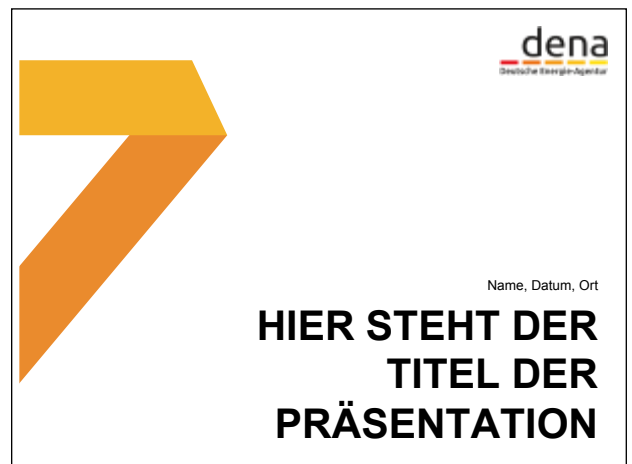 dena
Deutsche Energie-Agentur
Name, Datum, Ort
HIER STEHT DER
TITEL DER
PRÄSENTATION